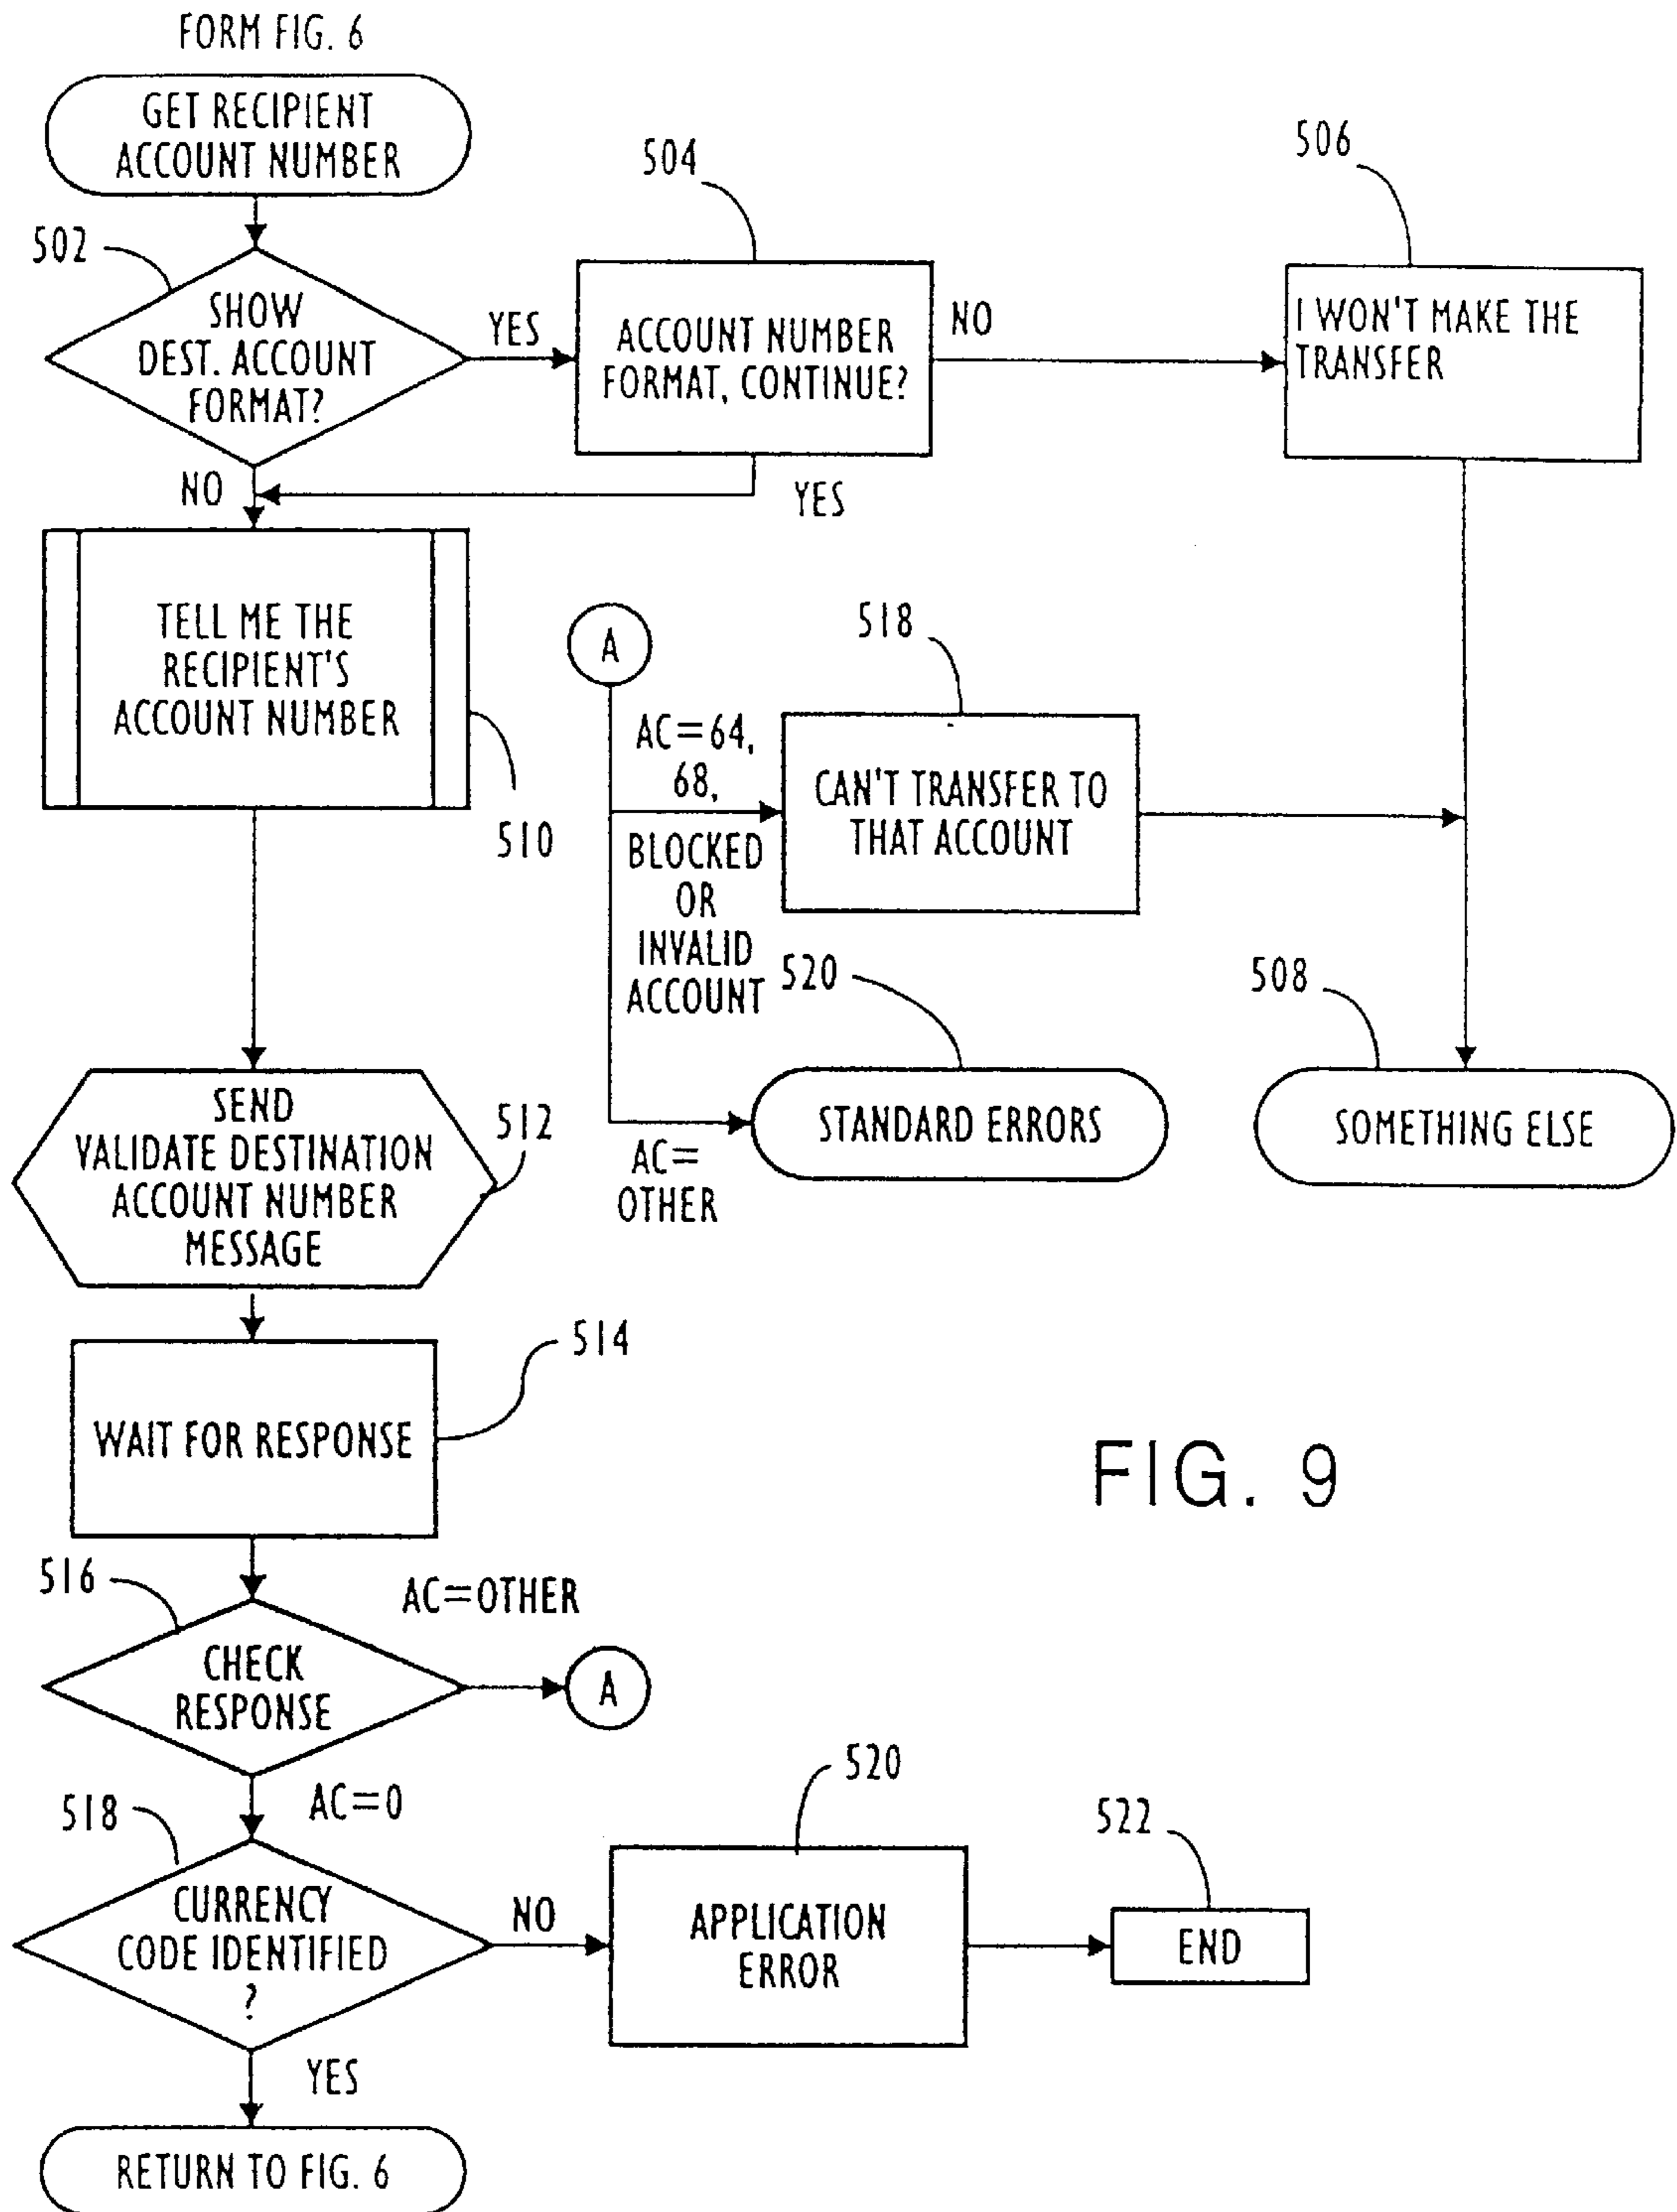 FORM FIG. 6
GET RECIPIENT
ACCOUNT NUMBER
502
SHOW
DEST. ACCOUNT
FORMAT?
YES
NO
504
ACCOUNT NUMBER
FORMAT, CONTINUE?
NO
YES
506
I WON'T MAKE THE
TRANSFER
TELL ME THE
RECIPIENT'S
ACCOUNT NUMBER
510
A
AC=64,
68,
BLOCKED
OR
INVALID
ACCOUNT
518
CAN'T TRANSFER TO
THAT ACCOUNT
520
STANDARD ERRORS
AC=
OTHER
508
SOMETHING ELSE
SEND
VALIDATE DESTINATION
ACCOUNT NUMBER
MESSAGE
512
WAIT FOR RESPONSE
514
FIG. 9
516
CHECK
RESPONSE
AC=OTHER
A
AC=0
518
CURRENCY
CODE IDENTIFIED
?
NO
520
APPLICATION
ERROR
522
END
YES
RETURN TO FIG. 6